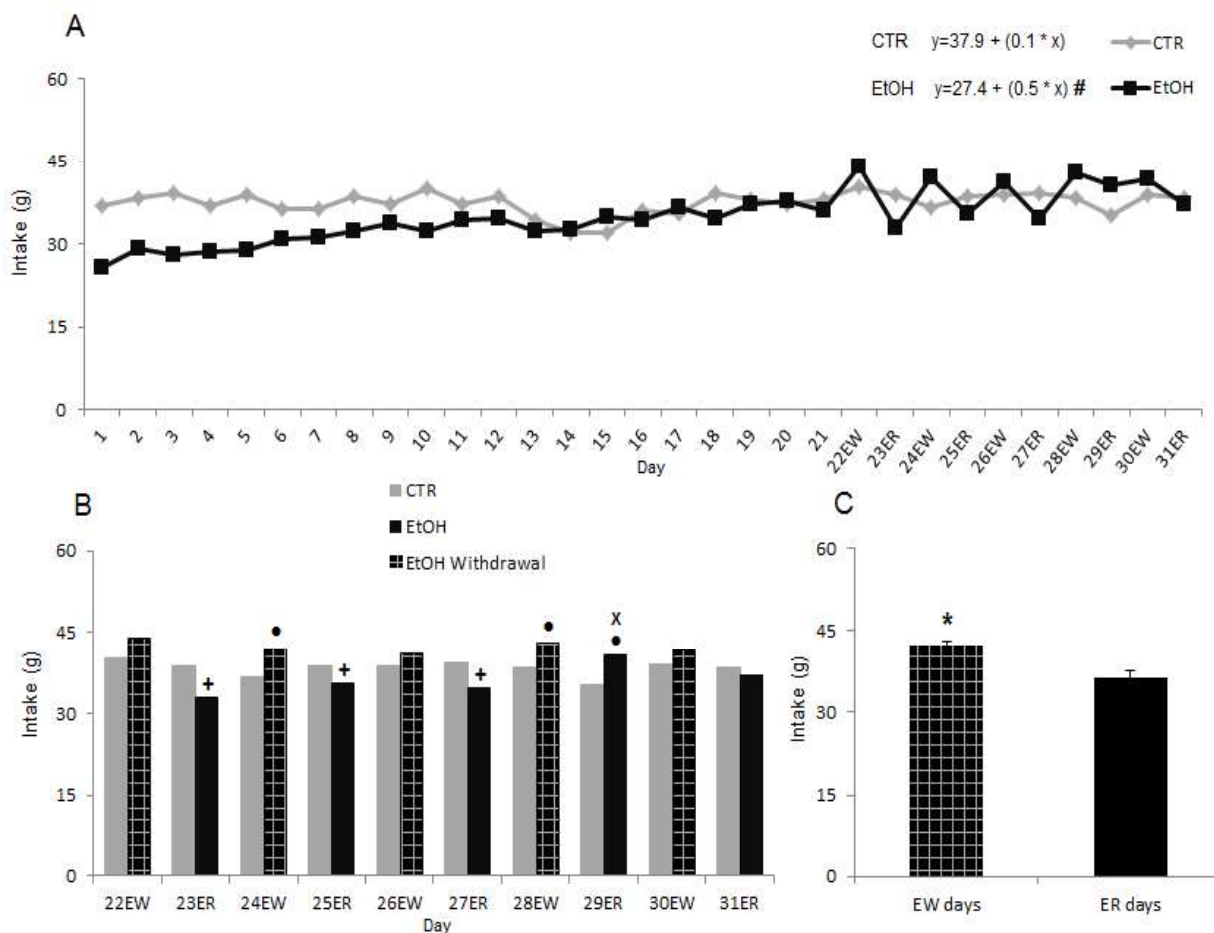 A
CTR y=37.9 + (0.1 * x) CTR
EtOH y=27.4 + (0.5 * x) # EtOH
60
45
30
15
0
Intake (g)
1 2 3 4 5 6 7 8 9 10 11 12 13 14 15 16 17 18 19 20 21 22EW 23ER 24EW 25ER 26EW 27ER 28EW 29ER 30EW 31ER
Day
B
CTR
EtOH
EtOH Withdrawal
60
45
30
15
0
Intake (g)
+ • + + • x • 
22EW 23ER 24EW 25ER 26EW 27ER 28EW 29ER 30EW 31ER
Day
C
60
45
30
15
0
Intake (g)
*
EW days ER days